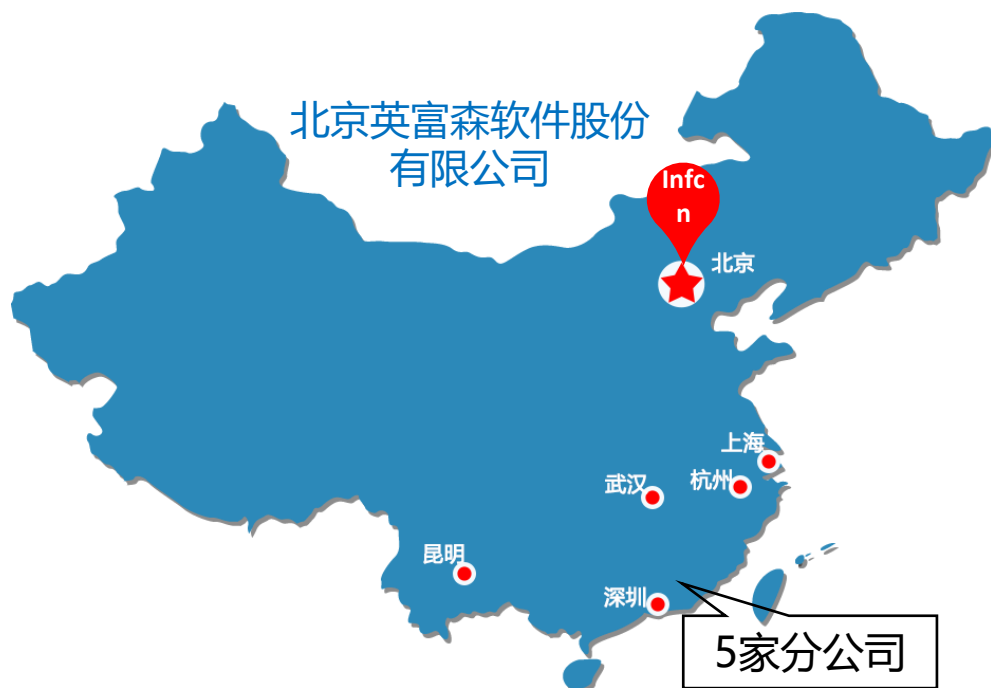 北京英富森软件股份
有限公司
Infc
n
北京
上海
杭州
武汉
昆明
深圳
5家分公司